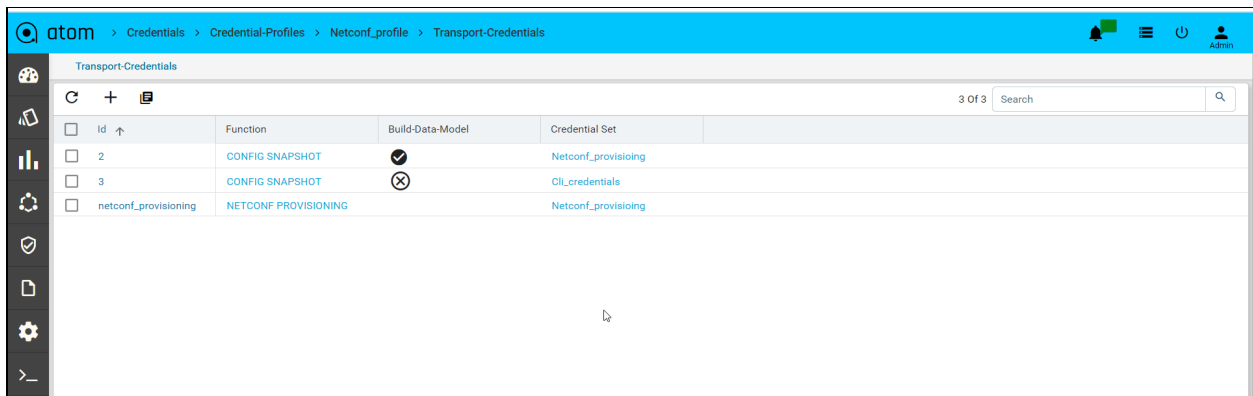 atom > Credentials > Credential-Profiles > Netconf_profile > Transport-Credentials
Admin
Transport-Credentials
3 Of 3 Search
Id Function Build-Data-Model Credential Set
2 CONFIG SNAPSHOT Netconf_provisioing
3 CONFIG SNAPSHOT Cli_credentials
netconf_provisioning NETCONF PROVISIONING Netconf_provisioing